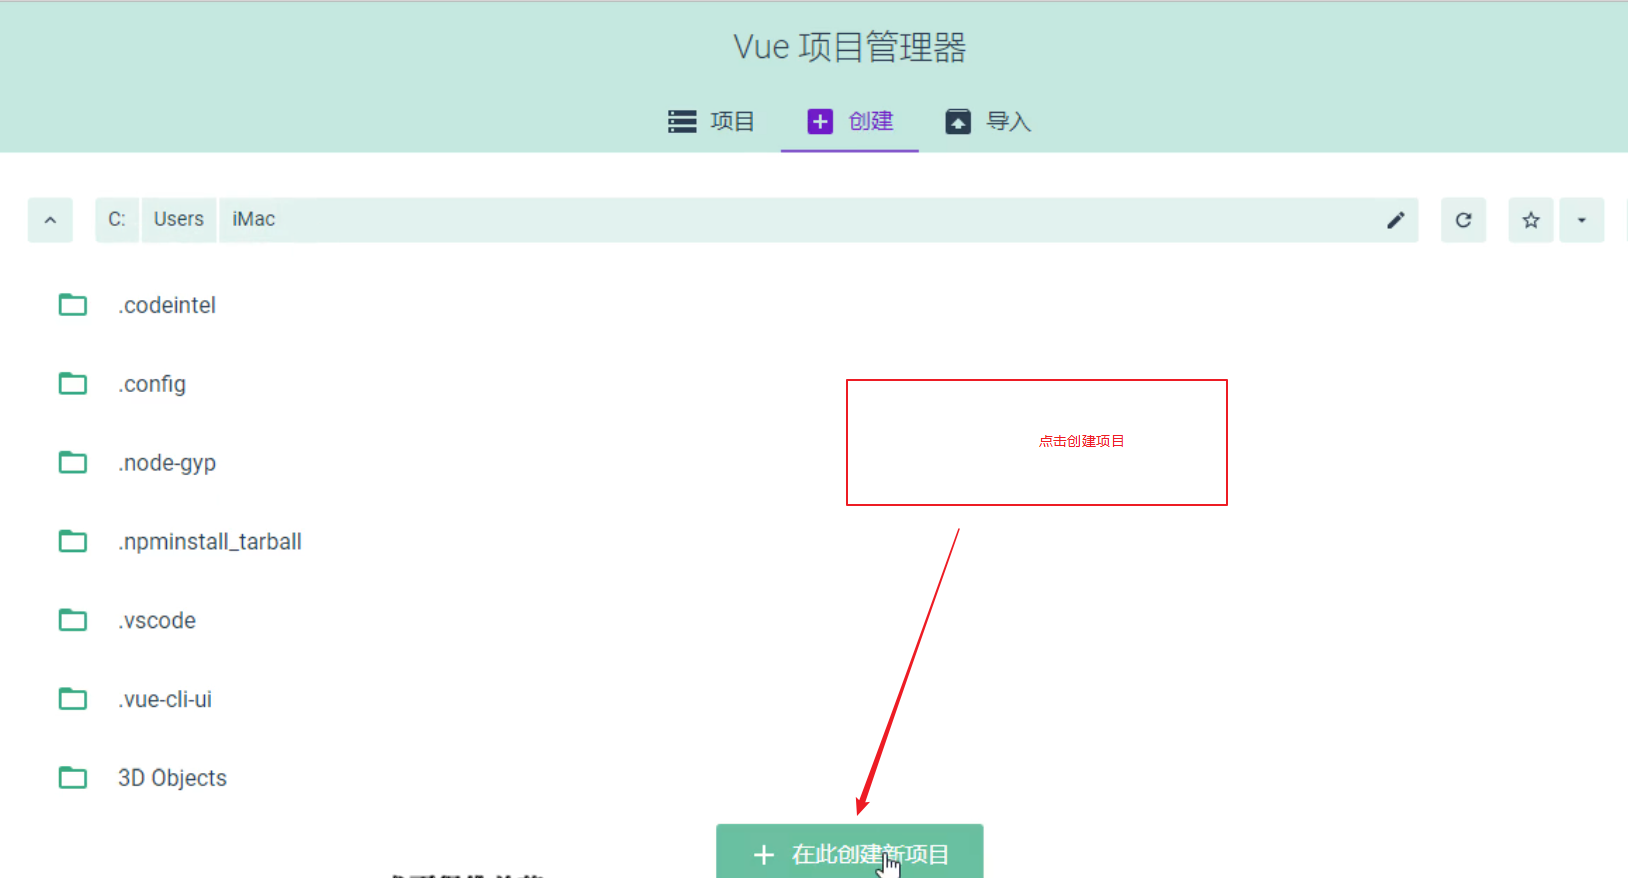 Vue 项目管理器
项目 创建 导入
C: Users iMac
.codeintel
.config
点击创建项目
.node-gyp
.npminstall_tarball
.vscode
.vue-cli-ui
3D Objects
在此创建新项目